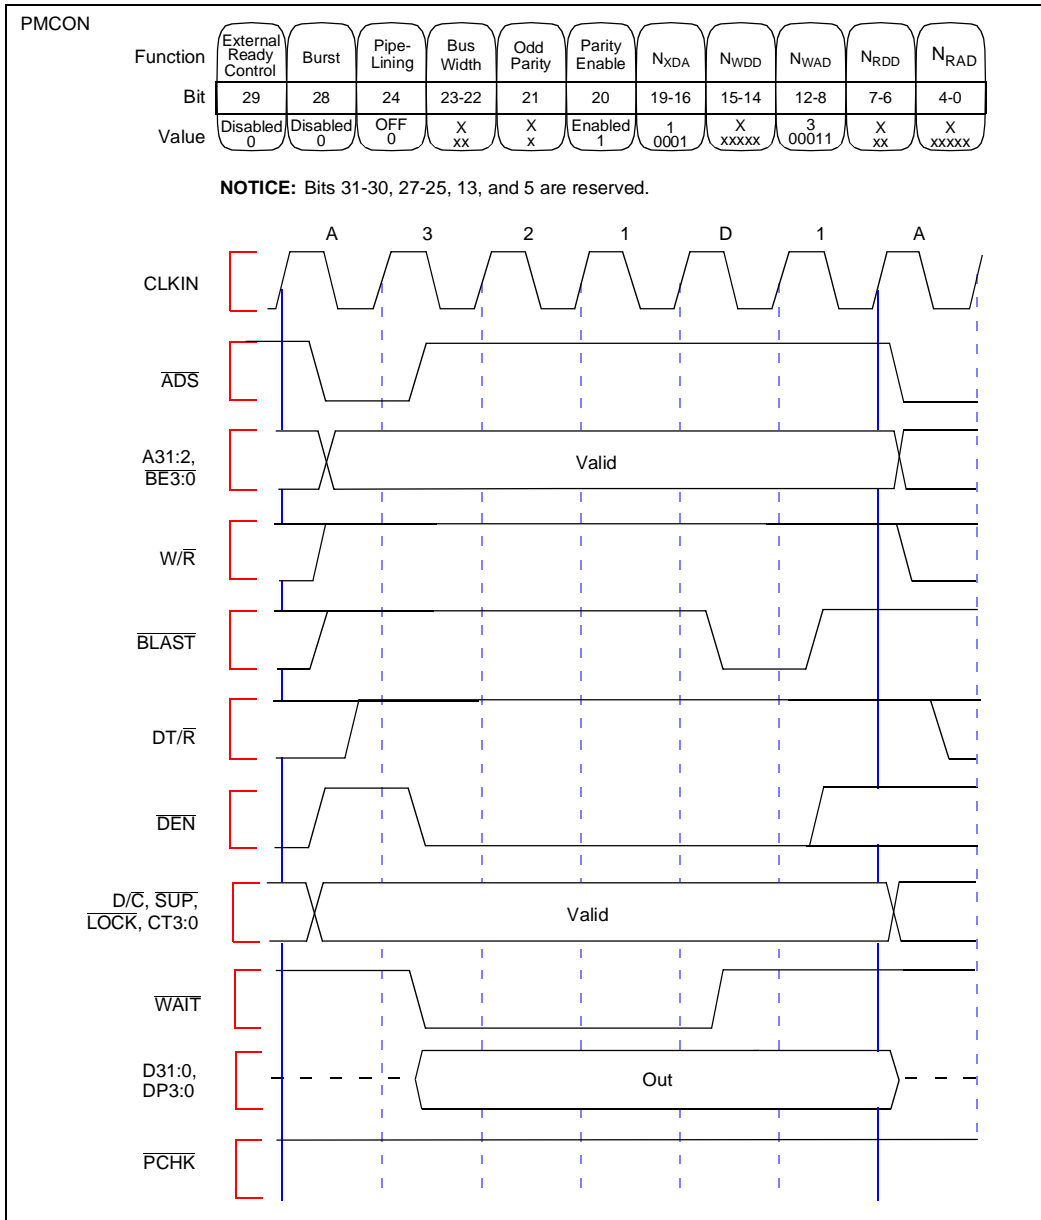 PMCON
Function External Ready Control Burst Pipe-Lining Bus Width Odd Parity Parity Enable NXDA NWDD NWAD NRDD NRAD
Bit 29 28 24 23-22 21 20 19-16 15-14 12-8 7-6 4-0
Value Disabled 0 Disabled 0 OFF 0 X xx X x Enabled 1 1 0001 X xxxxx 3 00011 X xx X xxxxx
NOTICE: Bits 31-30, 27-25, 13, and 5 are reserved.
A 3 2 1 D 1 A
CLKIN
ADS
A31:2,
BE3:0
Valid
W/R
BLAST
DT/R
DEN
D/C, SUP,
LOCK, CT3:0
Valid
WAIT
D31:0,
DP3:0
Out
PCHK